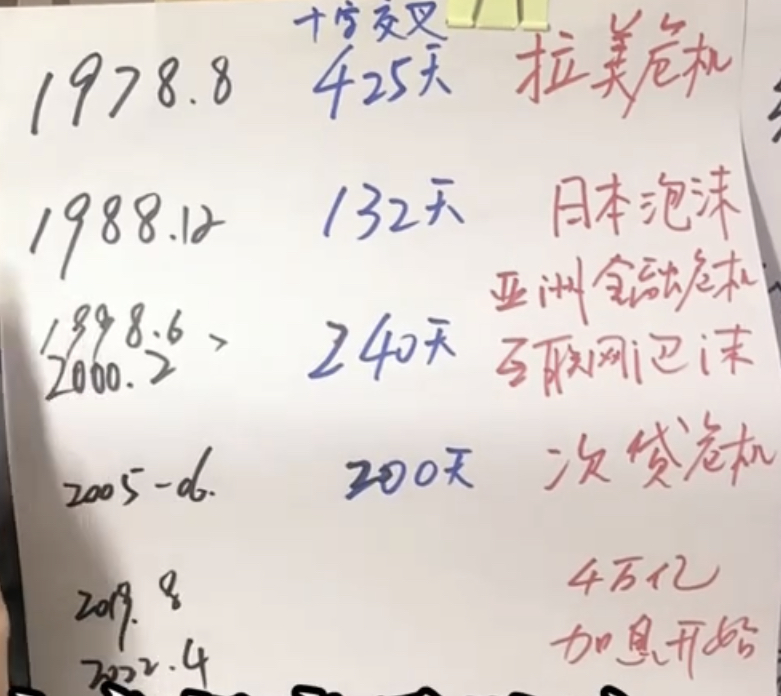 十字交叉
1978.8 425天 拉美危机
1988.12 132天 日本泡沫
亚洲金融危机
1998.6
2000.2 > 240天 互联网泡沫
2005-06. 200天 次贷危机
2019.8 4万亿
2022.4 加息开始